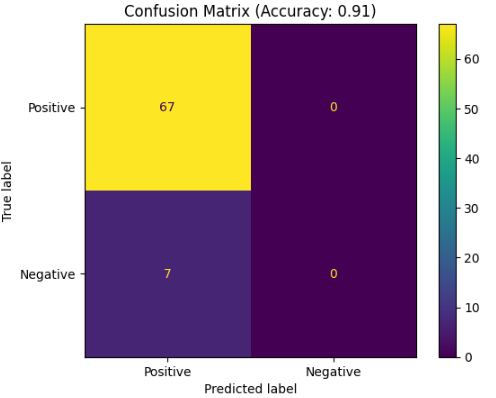 Confusion Matrix (Accuracy: 0.91)
Positive
67
0
Negative
7
0
Positive
Negative
True label
Predicted label
60
50
40
30
20
10
0